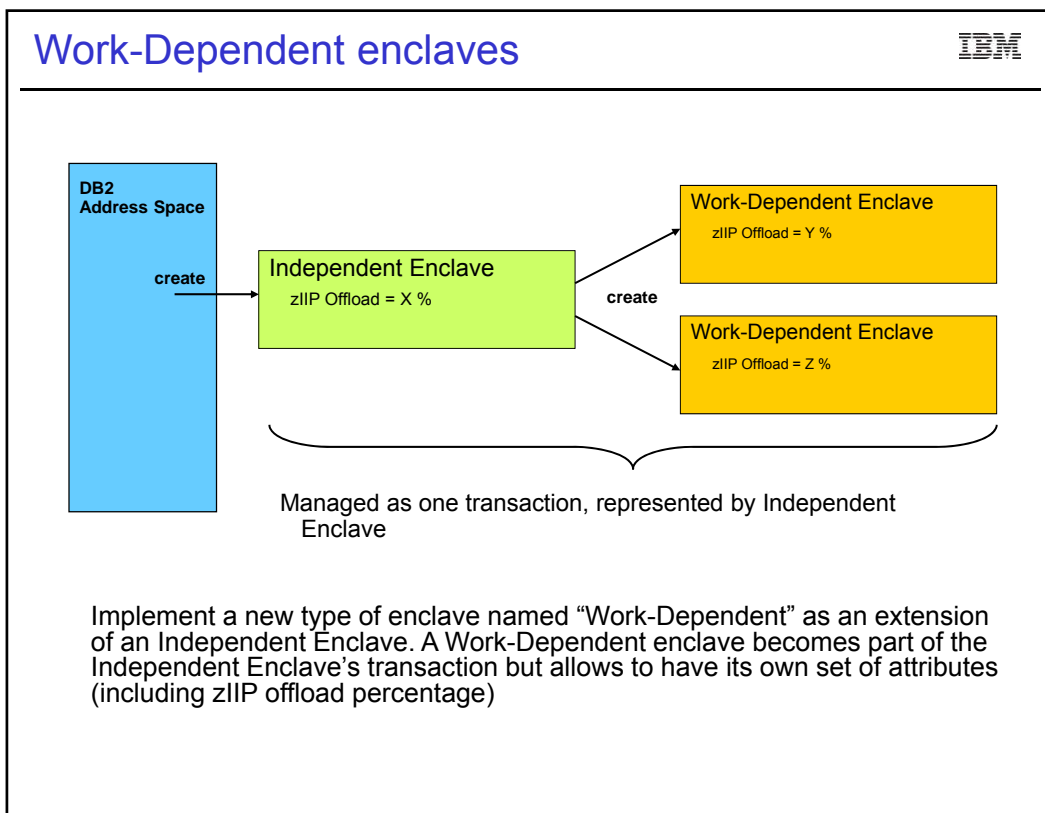 Work-Dependent enclaves
IBM
DB2
Address Space
create
Independent Enclave
zIIP Offload = X %
create
Work-Dependent Enclave
zIIP Offload = Y %
Work-Dependent Enclave
zIIP Offload = Z %
Managed as one transaction, represented by Independent
Enclave
Implement a new type of enclave named “Work-Dependent” as an extension
of an Independent Enclave. A Work-Dependent enclave becomes part of the
Independent Enclave’s transaction but allows to have its own set of attributes
(including zIIP offload percentage)